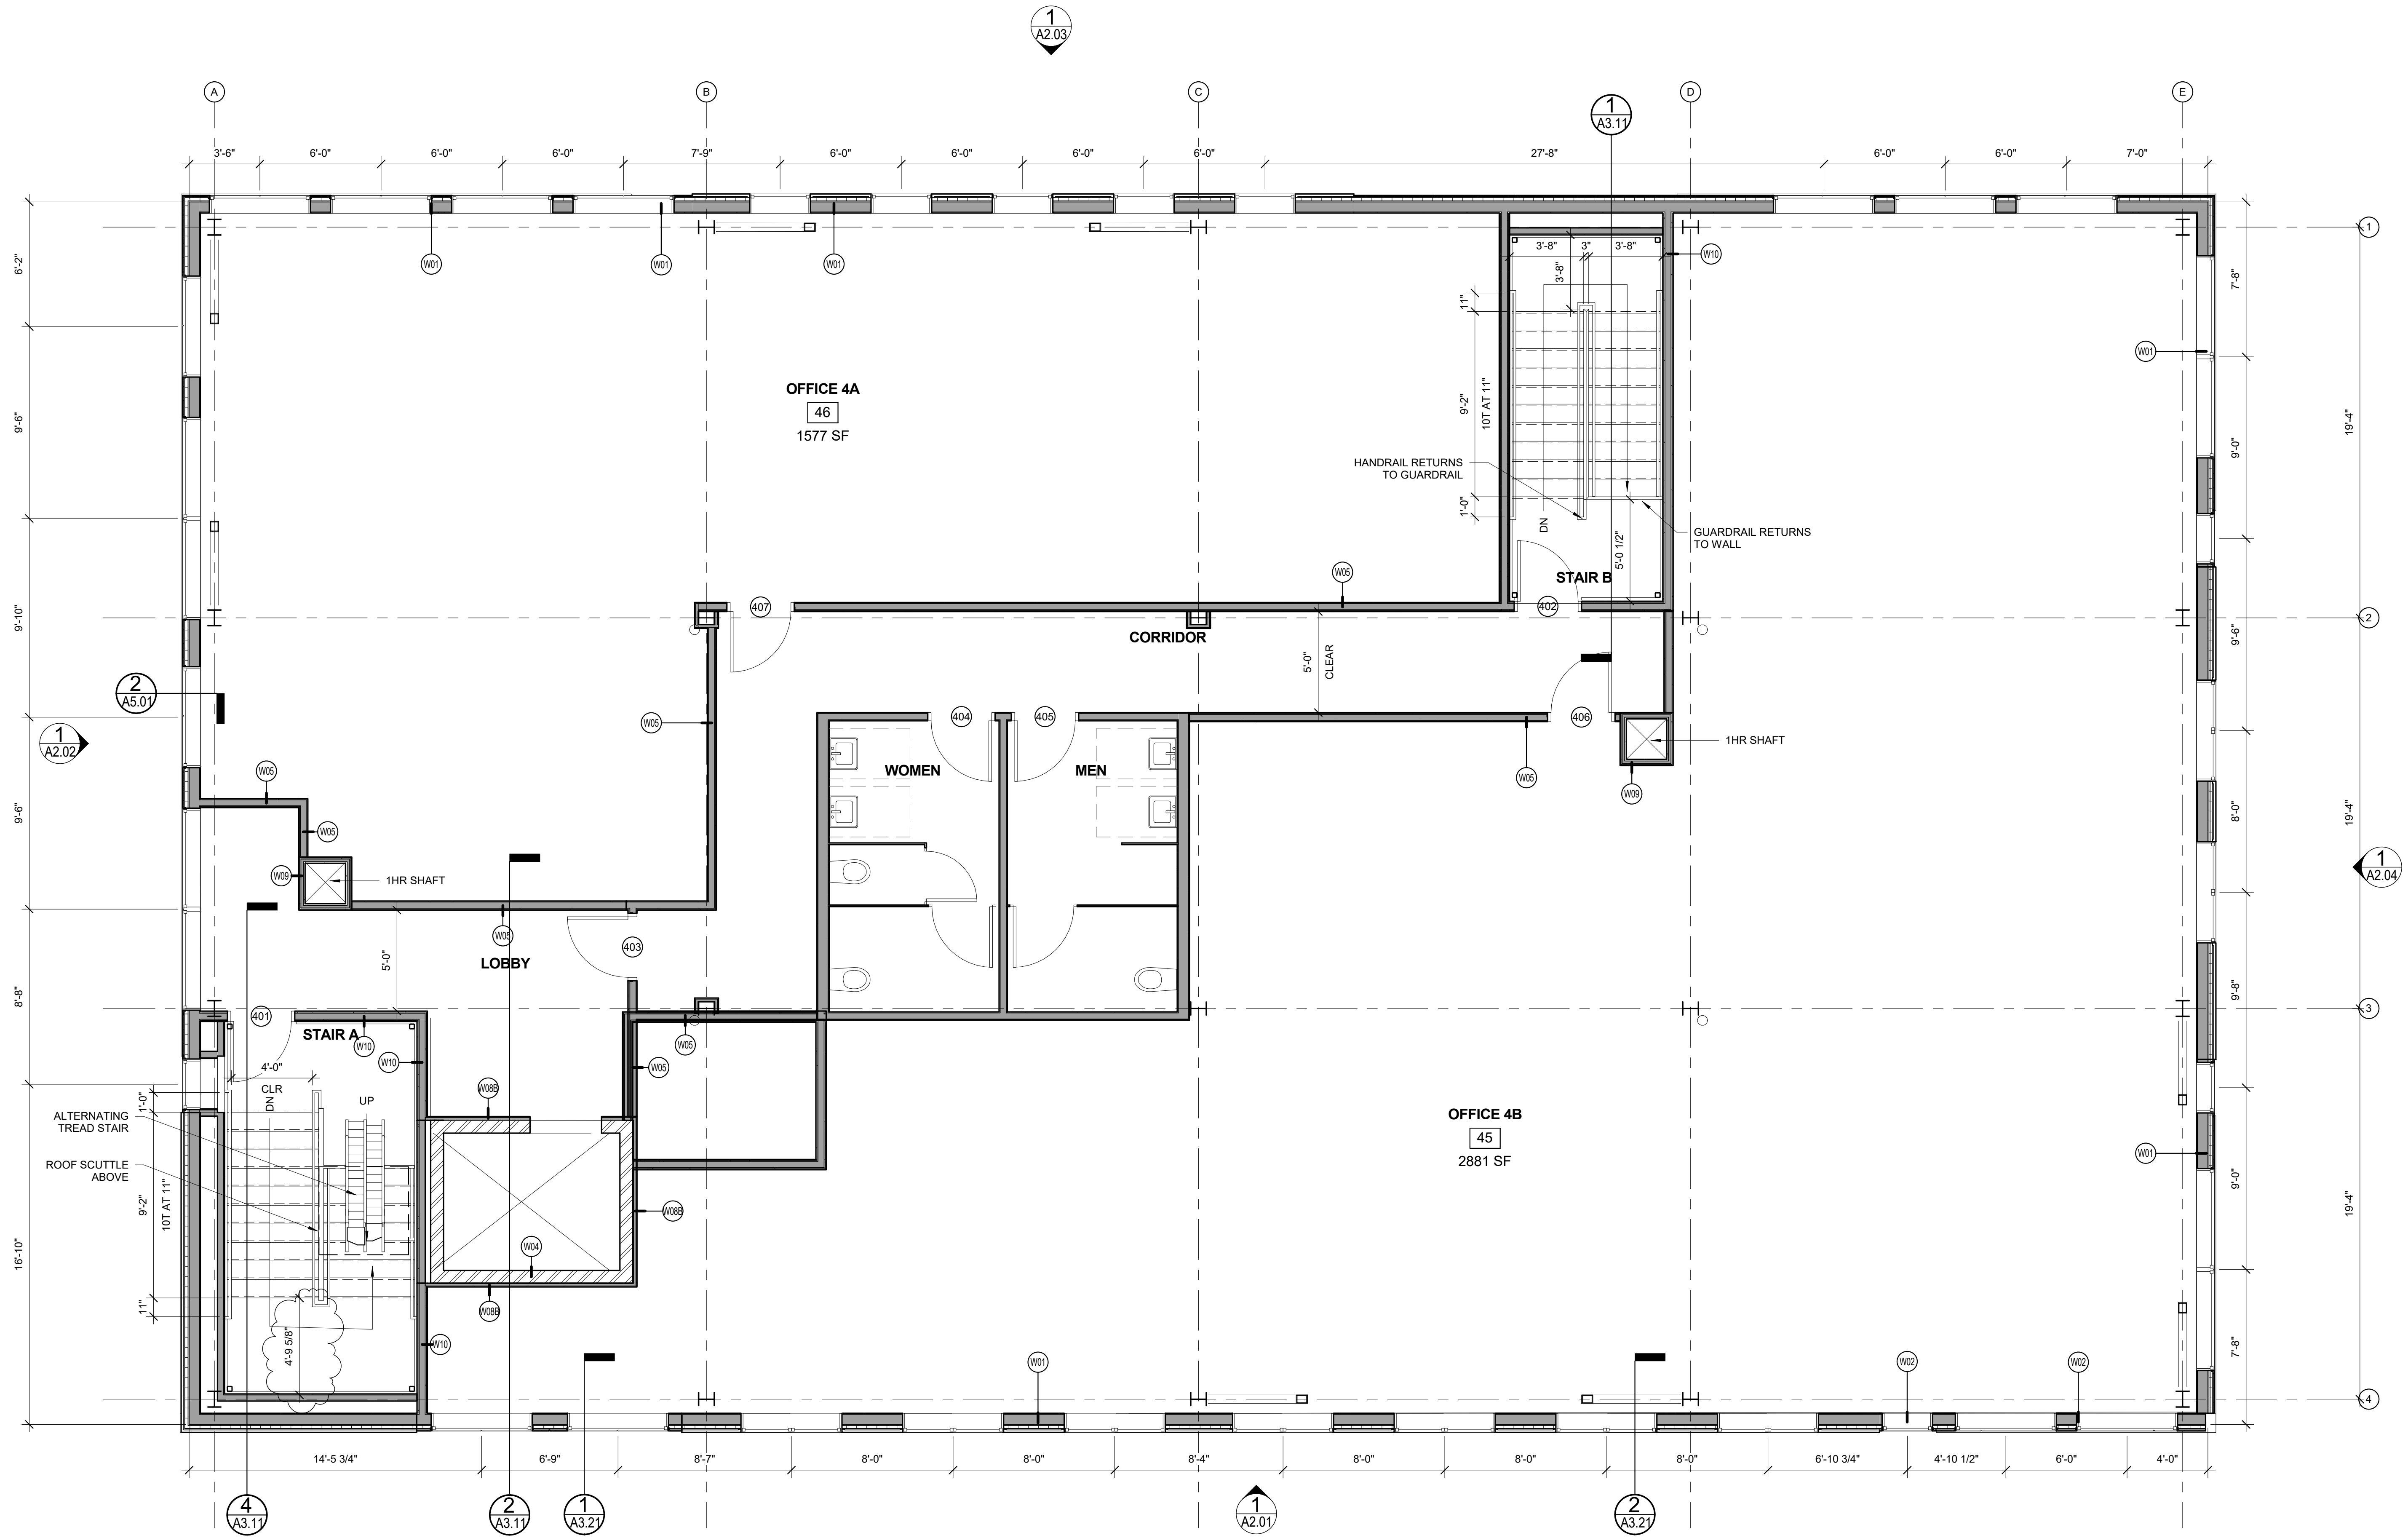 1
A2.03
A
B
C
D
E
1
A3.11
3'-6"
6'-0"
6'-0"
6'-0"
7'-9"
6'-0"
6'-0"
6'-0"
6'-0"
27'-8"
6'-0"
6'-0"
7'-0"
1
6'-2"
W01
W01
W01
3'-8"
3"
3'-8"
3'-8"
W10
7'-8"
11"
W01
OFFICE 4A
46
1577 SF
9'-2"
10T AT 11"
9'-6"
9'-0"
19'-4"
HANDRAIL RETURNS
TO GUARDRAIL
1'-0"
DN
5'-0 1/2"
GUARDRAIL RETURNS
TO WALL
W05
STAIR B
407
402
9'-10"
2
CORRIDOR
5'-0"
CLEAR
9'-6"
2
A5.01
1
A2.02
W05
404
405
406
1HR SHAFT
WOMEN
MEN
W05
W05
W09
9'-6"
W05
8'-0"
19'-4"
W09
1HR SHAFT
1
A2.04
W05
403
LOBBY
5'-0"
8'-8"
9'-8"
401
STAIR A
W10
W05
3
W10
W05
4'-0"
CLR
DN
UP
W08B
1'-0"
ALTERNATING
TREAD STAIR
OFFICE 4B
45
2881 SF
W01
ROOF SCUTTLE
ABOVE
9'-2"
10T AT 11"
W08B
9'-0"
19'-4"
16'-10"
W04
11"
W08B
4'-9 5/8"
W10
7'-8"
W01
W02
W02
4
14'-5 3/4"
6'-9"
8'-7"
8'-0"
8'-0"
8'-4"
8'-0"
8'-0"
8'-0"
6'-10 3/4"
4'-10 1/2"
6'-0"
4'-0"
4
A3.11
2
A3.11
1
A3.21
1
A2.01
2
A3.21